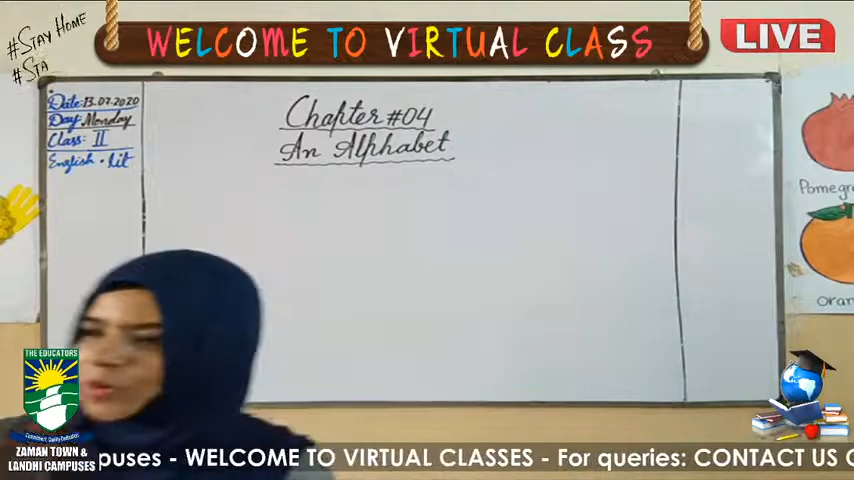 #STAY HOME
#STA
WELCOME TO VIRTUAL CLASS
LIVE
Date: 13.07.2020
Day: Monday
Class: II
English. Lit
Chapter #04
An Alphabet
Pomegr
Oran
THE EDUCATORS
ZAMAN TOWN &
LANDHI CAMPUSES
puses - WELCOME TO VIRTUAL CLASSES - For queries: CONTACT US